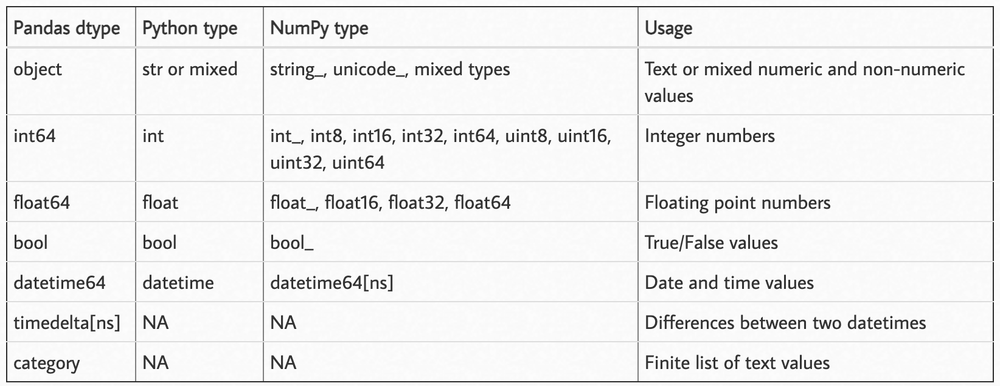 Pandas dtype Python type NumPy type Usage
object str or mixed string_, unicode_, mixed types Text or mixed numeric and non-numeric
values
int64 int int_, int8, int16, int32, int64, uint8, uint16, Integer numbers
uint32, uint64
float64 float float_, float16, float32, float64 Floating point numbers
bool bool bool_ True/False values
datetime64 datetime datetime64[ns] Date and time values
timedelta[ns] NA NA Differences between two datetimes
category NA NA Finite list of text values